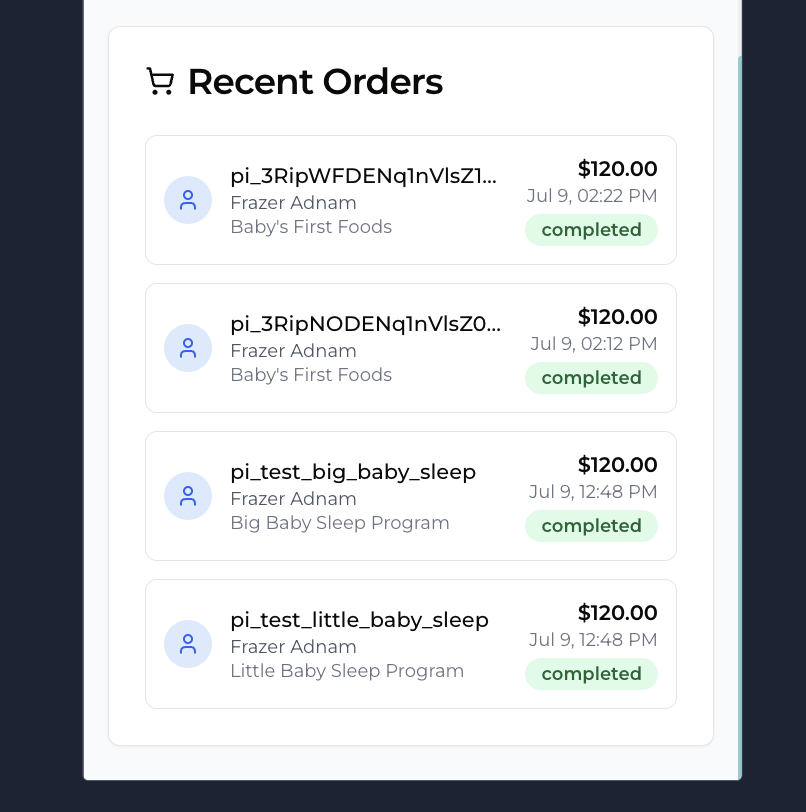 Recent Orders
pi_3RipWFDENq1nVlsZ1...
$120.00
Frazer Adnam
Jul 9, 02:22 PM
Baby's First Foods
completed
pi_3RipNODENq1nVlsZ0...
$120.00
Frazer Adnam
Jul 9, 02:12 PM
Baby's First Foods
completed
pi_test_big_baby_sleep
$120.00
Frazer Adnam
Jul 9, 12:48 PM
Big Baby Sleep Program
completed
pi_test_little_baby_sleep
$120.00
Frazer Adnam
Jul 9, 12:48 PM
Little Baby Sleep Program
completed